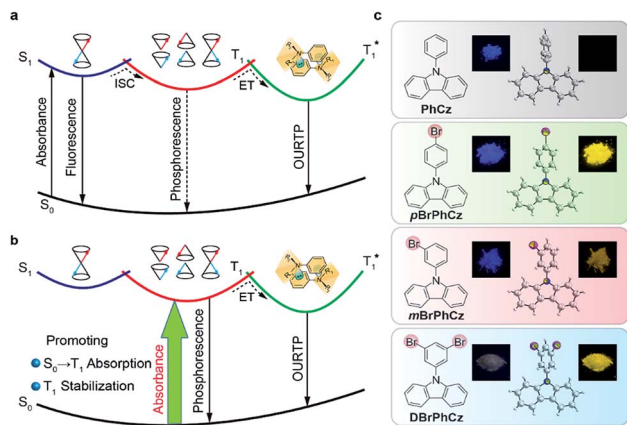 a
S1
T1
T1*
ISC
ET
Absorbance
Fluorescence
Phosphorescence
OURTP
S0
b
S1
T1
T1*
ET
Promoting
S0→T1 Absorption
T1 Stabilization
Absorbance
Phosphorescence
OURTP
S0
c
N
PhCz
Br
N
pBrPhCz
Br
N
mBrPhCz
Br Br
N
DBrPhCz